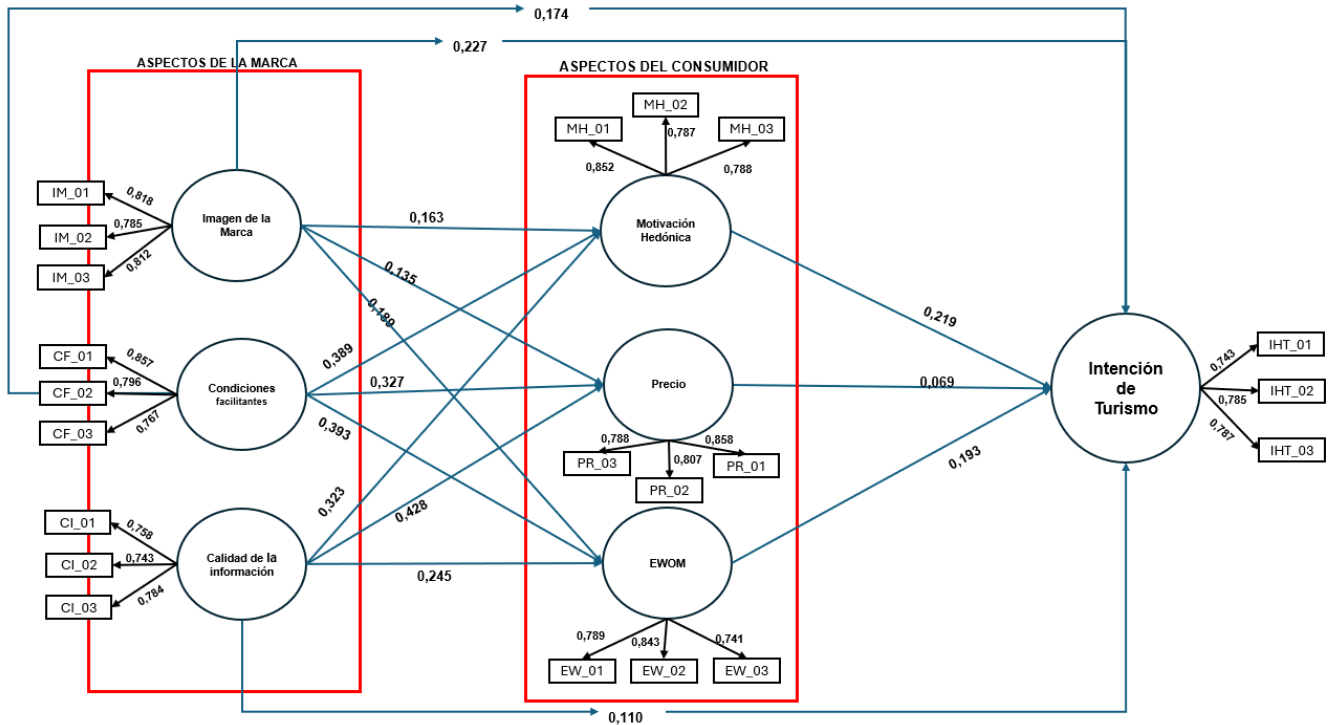 0,174
0,227
ASPECTOS DE LA MARCA
ASPECTOS DEL CONSUMIDOR
MH_01
MH_02
MH_03
0,852
0,787
0,788
IM_01
IM_02
IM_03
0,818
0,785
0,812
Imagen de la
Marca
0,163
0,135
0,189
Motivación
Hedónica
0,219
CF_01
CF_02
CF_03
0,857
0,796
0,767
Condiciones
facilitantes
0,389
0,327
0,393
Precio
0,069
0,788
0,807
0,858
PR_03
PR_02
PR_01
Intención
de
Turismo
0,743
0,785
0,787
IHT_01
IHT_02
IHT_03
CI_01
CI_02
CI_03
0,758
0,743
0,784
Calidad de la
información
0,323
0,428
0,245
EWOM
0,193
0,789
0,843
0,741
EW_01
EW_02
EW_03
0,110